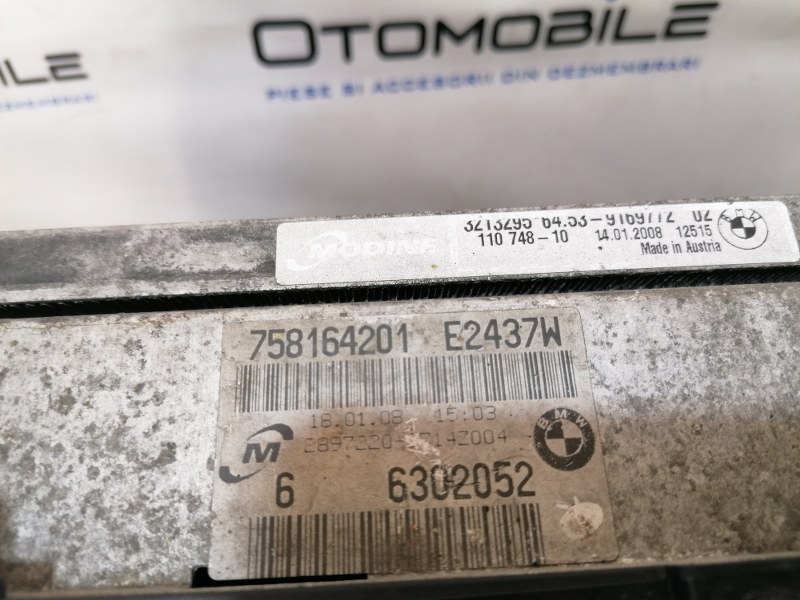 OTOMOBILE
PIESE SI ACCESORII DIN DEZMEMBRARI
MODINE
3213295 64.53-9169772 02
110 748-10 14.01.2008 12515
Made in Austria
BMW
758164201 E2437W
18.01.08 15:03
M
BMW
6 6302052